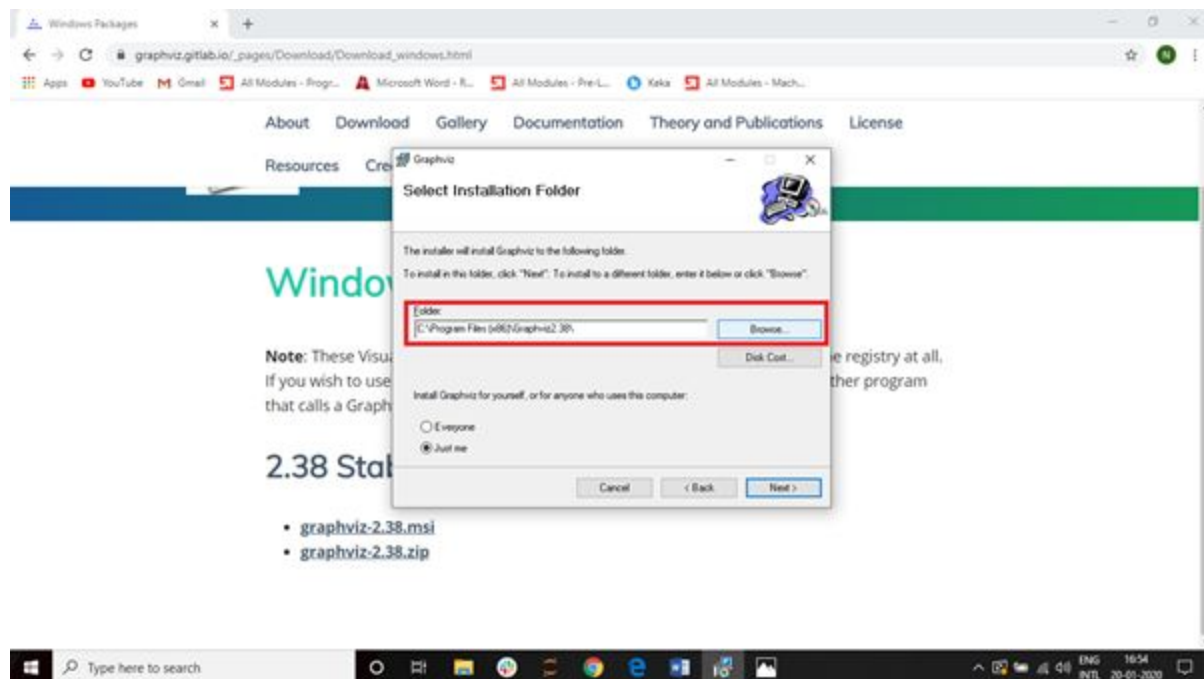 Windows Packages
graphviz.gitlab.io/_pages/Download/Download_windows.html
Apps YouTube Gmail All Modules - Progr... Microsoft Word - R... All Modules - Pre-L... Keka All Modules - Mach...
About Download Gallery Documentation Theory and Publications License
Resources Cre
Graphviz
Select Installation Folder
The installer will install Graphviz to the following folder.
To install in this folder, click "Next". To install to a different folder, enter it below or click "Browse".
Windo
Folder:
C:\Program Files (x86)\Graphviz2.38\
Browse...
Disk Cost...
Note: These Visua e registry at all.
If you wish to use ther program
that calls a Graph
Install Graphviz for yourself, or for anyone who uses this computer:
Everyone
Just me
2.38 Stab
Cancel < Back Next >
graphviz-2.38.msi
graphviz-2.38.zip
Type here to search
ENG 16:54
INTL 20-01-2020